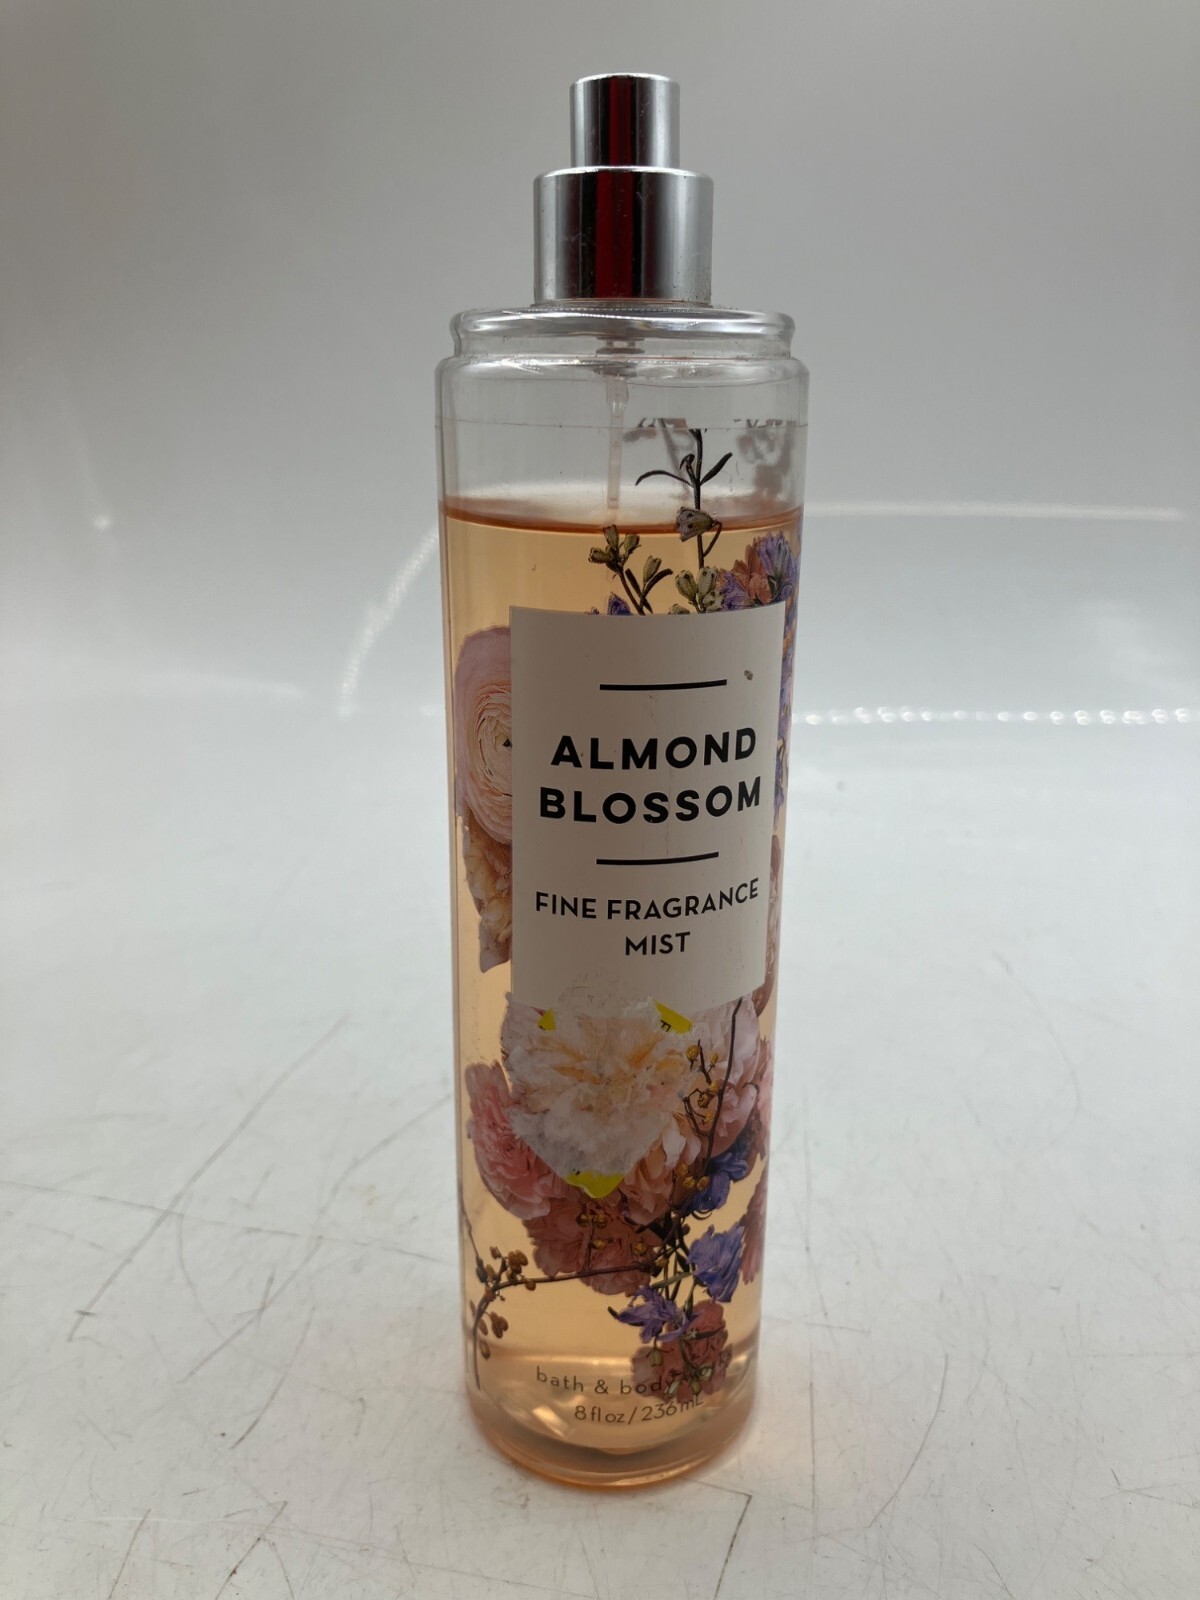 ALMOND
BLOSSOM
FINE FRAGRANCE
MIST
bath & body
8 fl oz / 236 mL